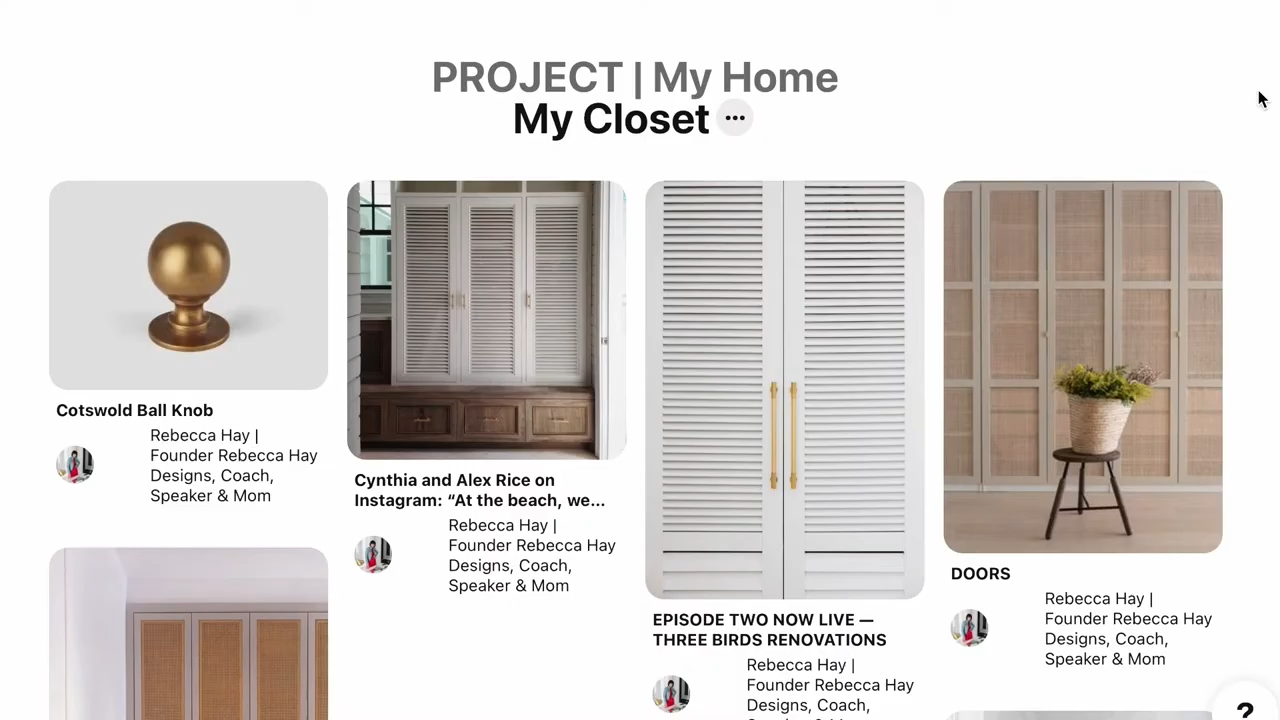 PROJECT | My Home
My Closet
Cotswold Ball Knob
Rebecca Hay |
Founder Rebecca Hay
Designs, Coach,
Speaker & Mom
Cynthia and Alex Rice on
Instagram: “At the beach, we...
Rebecca Hay |
Founder Rebecca Hay
Designs, Coach,
Speaker & Mom
EPISODE TWO NOW LIVE —
THREE BIRDS RENOVATIONS
Rebecca Hay |
Founder Rebecca Hay
Designs, Coach,
DOORS
Rebecca Hay |
Founder Rebecca Hay
Designs, Coach,
Speaker & Mom
?